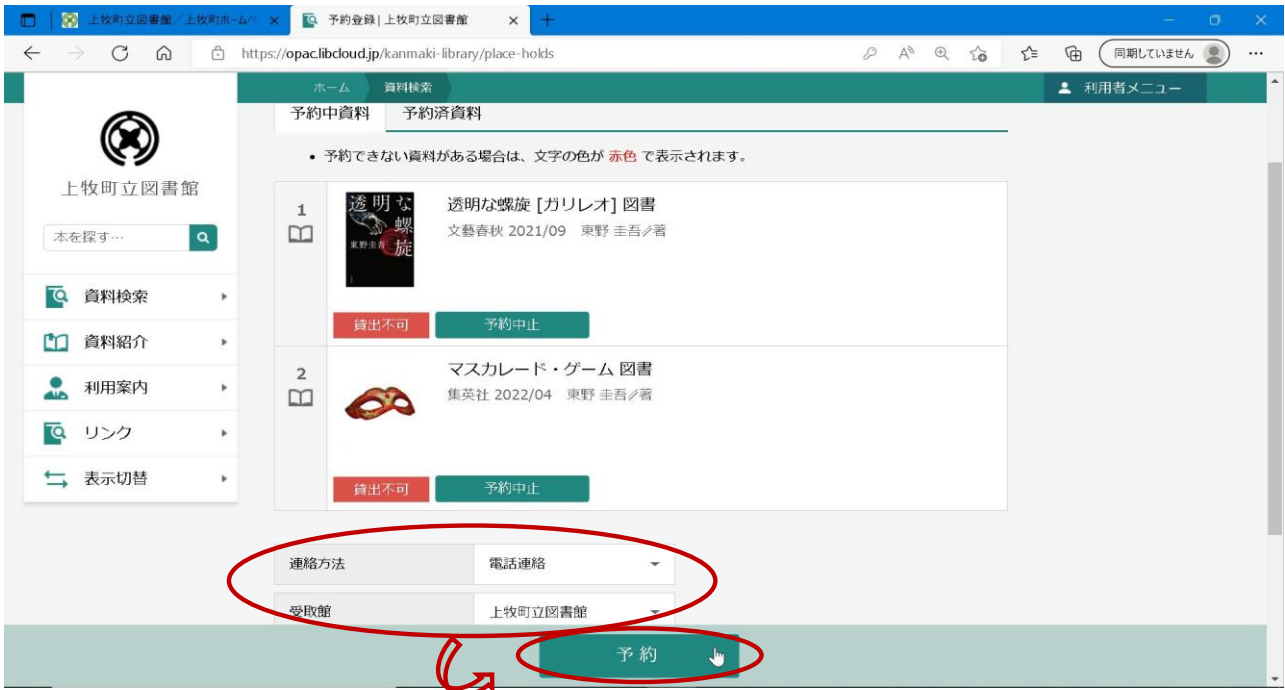 上牧町立図書館／上牧町ホームペ
予約登録 | 上牧町立図書館
https://opac.libcloud.jp/kanmaki-library/place-holds
同期していません
ホーム
資料検索
利用者メニュー
上牧町立図書館
本を探す…
資料検索
資料紹介
利用案内
リンク
表示切替
予約中資料
予約済資料
• 予約できない資料がある場合は、文字の色が 赤色 で表示されます。
1
透明な螺旋
東野圭吾
透明な螺旋 [ガリレオ] 図書
文藝春秋 2021/09 東野 圭吾／著
貸出不可
予約中止
2
マスカレード・ゲーム 図書
集英社 2022/04 東野 圭吾／著
貸出不可
予約中止
連絡方法
電話連絡
受取館
上牧町立図書館
予 約